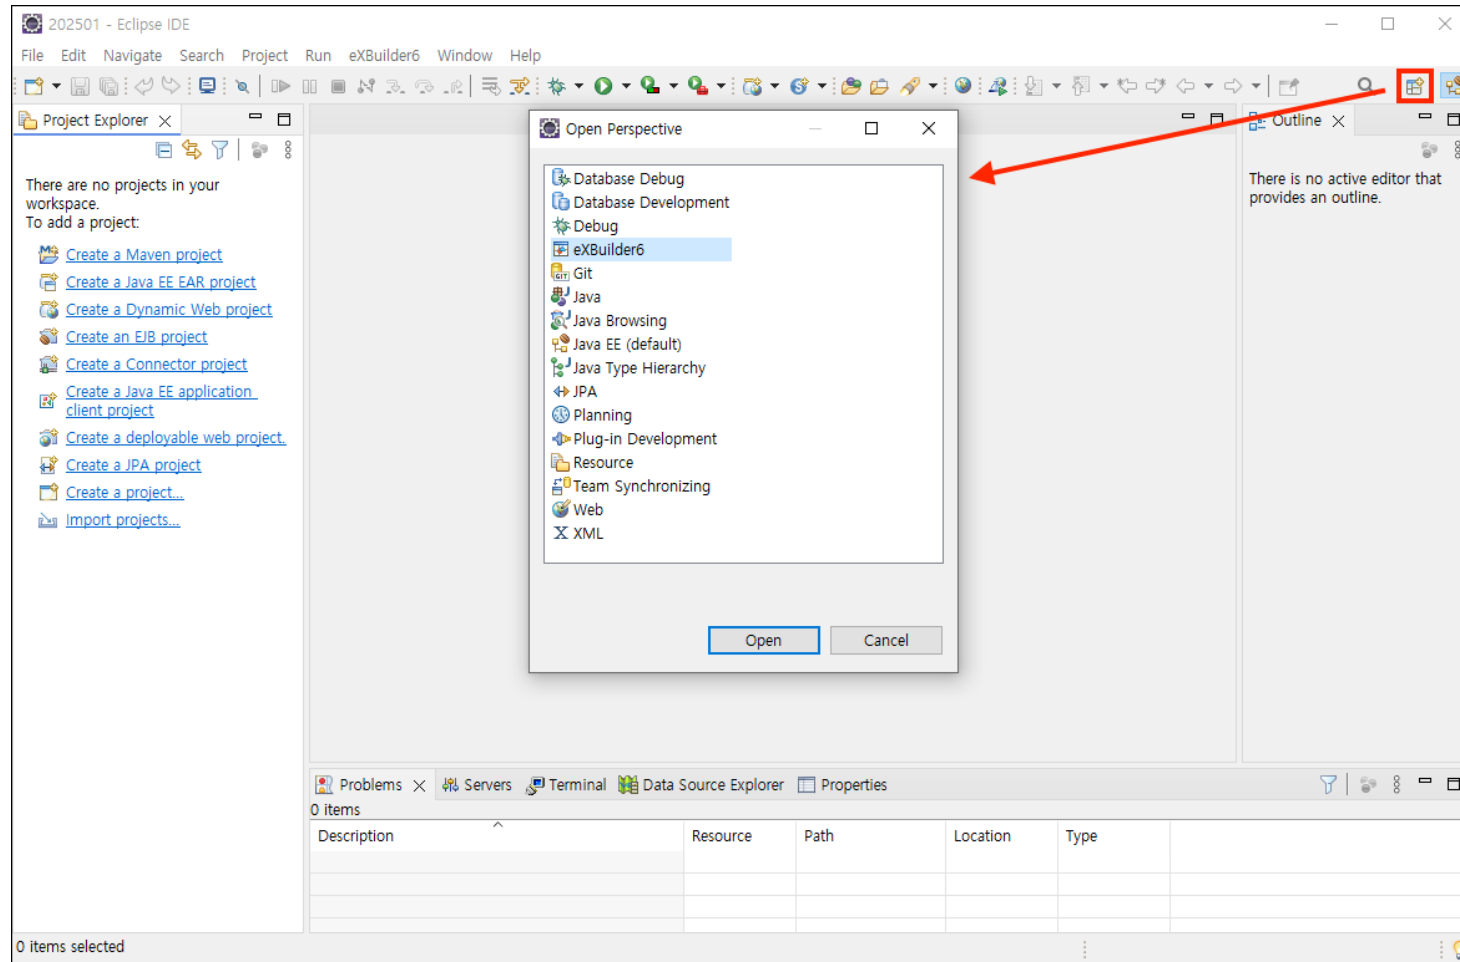 202501 - Eclipse IDE
File Edit Navigate Search Project Run eXBuilder6 Window Help
Project Explorer
There are no projects in your
workspace.
To add a project:
Create a Maven project
Create a Java EE EAR project
Create a Dynamic Web project
Create an EJB project
Create a Connector project
Create a Java EE application
client project
Create a deployable web project.
Create a JPA project
Create a project...
Import projects...
Open Perspective
Database Debug
Database Development
Debug
eXBuilder6
Git
Java
Java Browsing
Java EE (default)
Java Type Hierarchy
JPA
Planning
Plug-in Development
Resource
Team Synchronizing
Web
XML
Open Cancel
Outline
There is no active editor that
provides an outline.
Problems Servers Terminal Data Source Explorer Properties
0 items
Description Resource Path Location Type
0 items selected